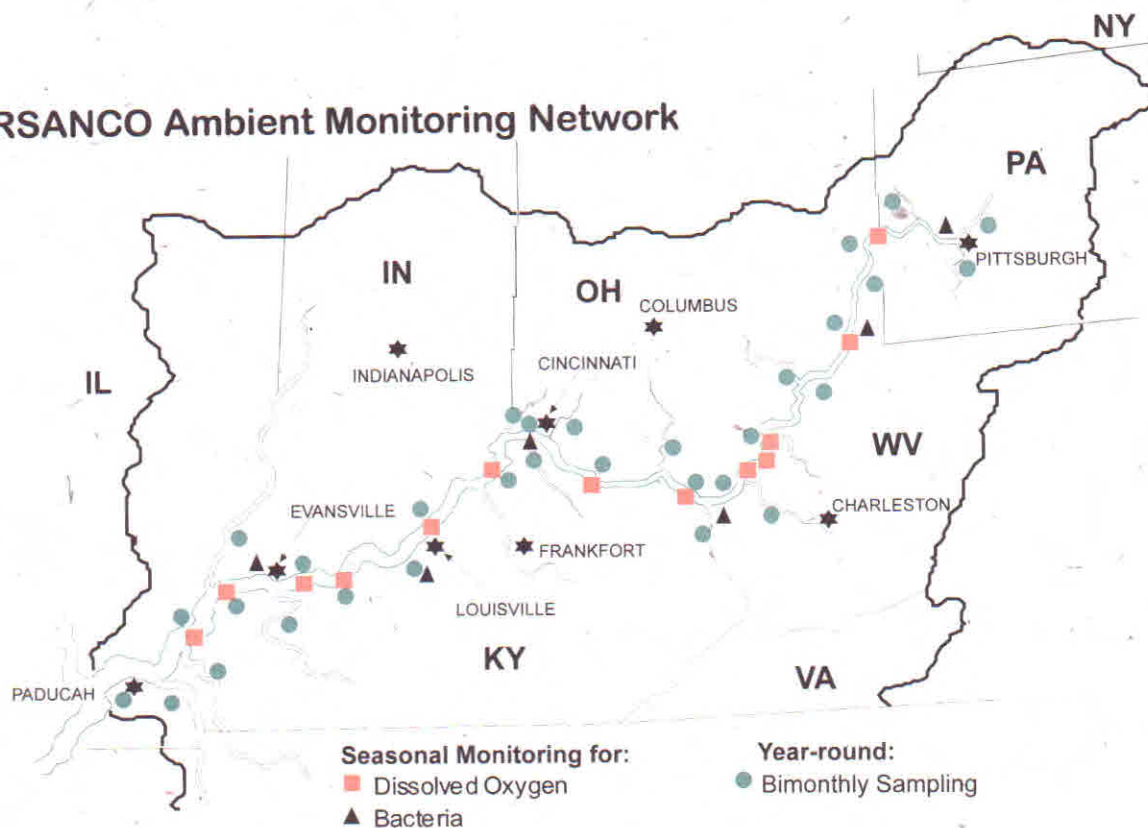 NY
RSANCO Ambient Monitoring Network
PA
PITTSBURGH
IN
OH
COLUMBUS
INDIANAPOLIS
CINCINNATI
IL
WV
EVANSVILLE
CHARLESTON
FRANKFORT
LOUISVILLE
KY
VA
PADUCAH
Seasonal Monitoring for:
Dissolved Oxygen
Bacteria
Year-round:
Bimonthly Sampling